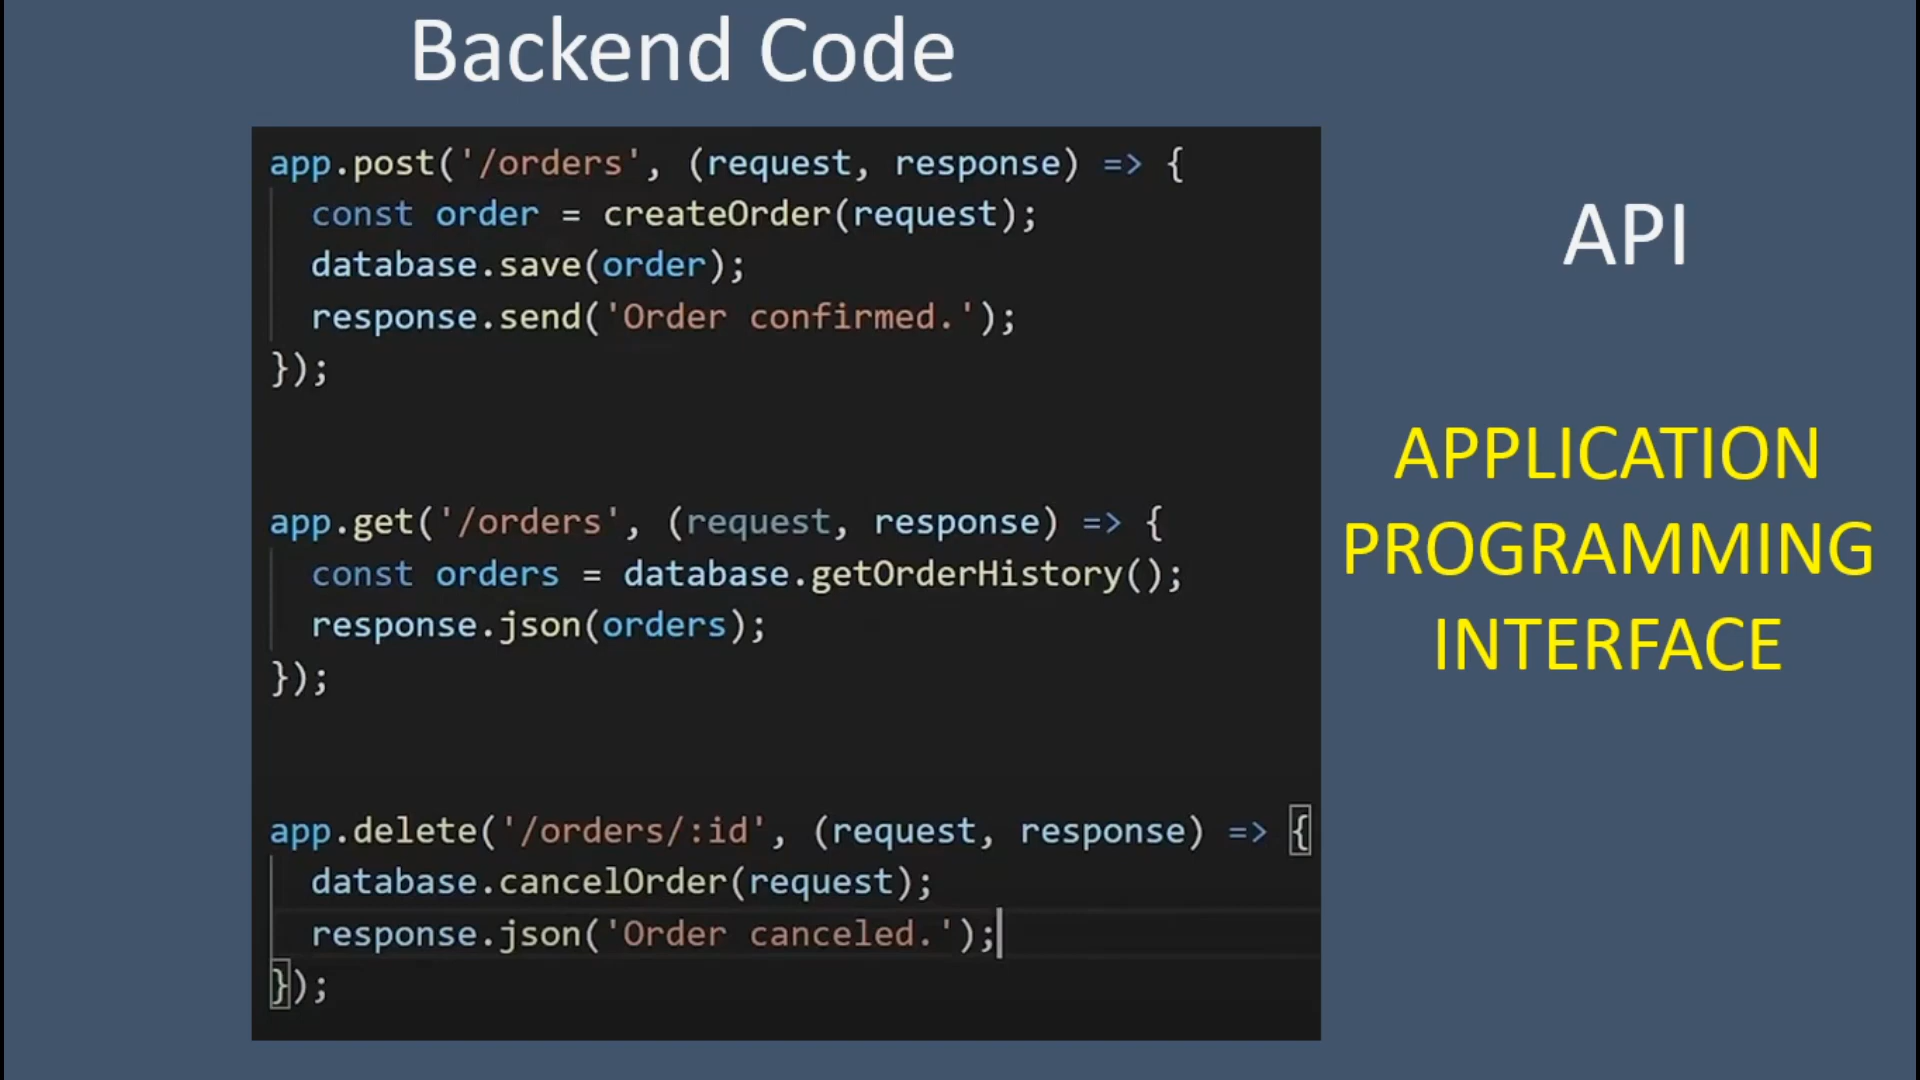 Backend Code
app.post('/orders', (request, response) => {
  const order = createOrder(request);
  database.save(order);
  response.send('Order confirmed.');
});
app.get('/orders', (request, response) => {
  const orders = database.getOrderHistory();
  response.json(orders);
});
app.delete('/orders/:id', (request, response) => {
  database.cancelOrder(request);
  response.json('Order canceled.');
});
API
APPLICATION
PROGRAMMING
INTERFACE